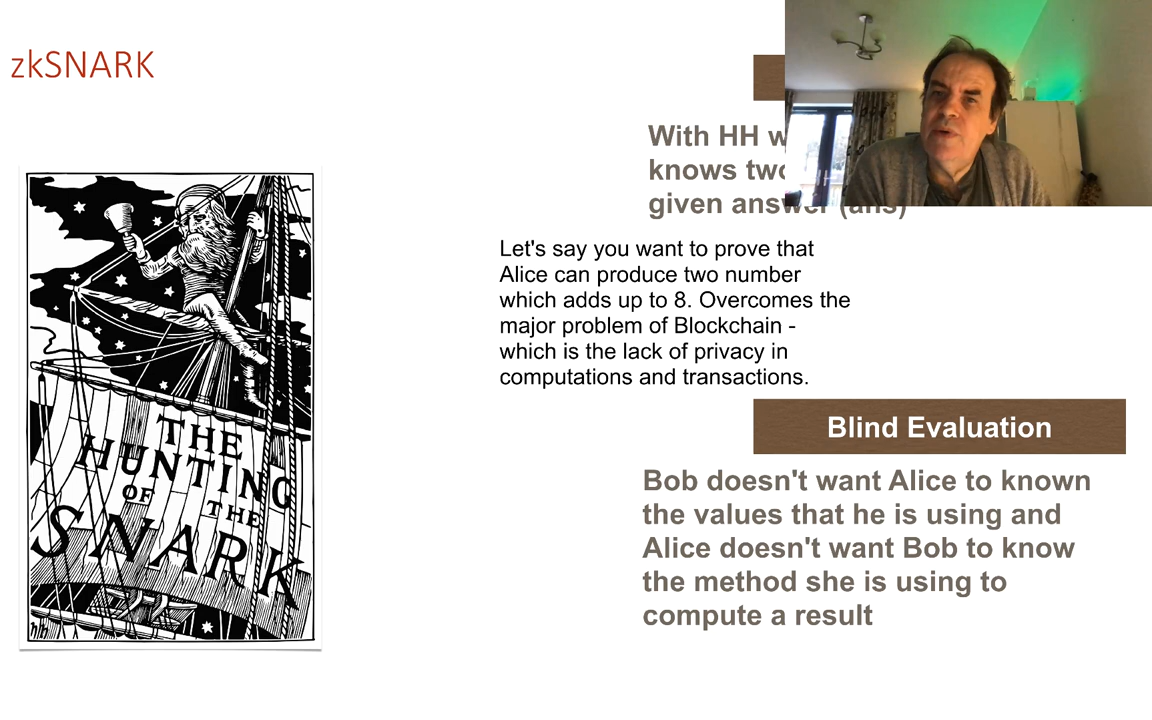 zkSNARK
With HH
knows two
given answer (ans)
Let's say you want to prove that
Alice can produce two number
which adds up to 8. Overcomes the
major problem of Blockchain -
which is the lack of privacy in
computations and transactions.
Blind Evaluation
Bob doesn't want Alice to known
the values that he is using and
Alice doesn't want Bob to know
the method she is using to
compute a result
THE
HUNTING
OF THE
SNARK